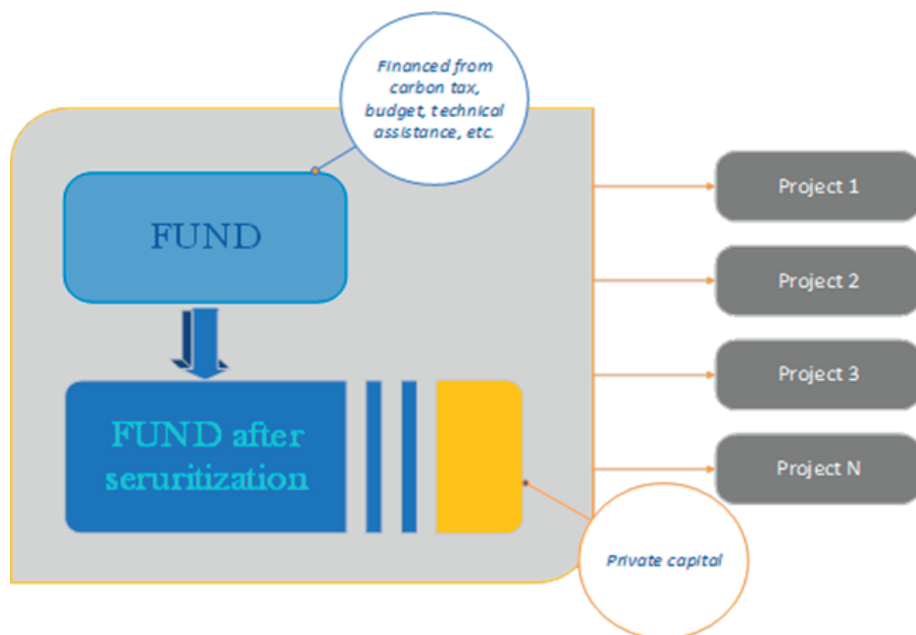 Financed from
carbon tax,
budget, technical
assistance, etc.
FUND
FUND after
seruritization
Private capital
Project 1
Project 2
Project 3
Project N